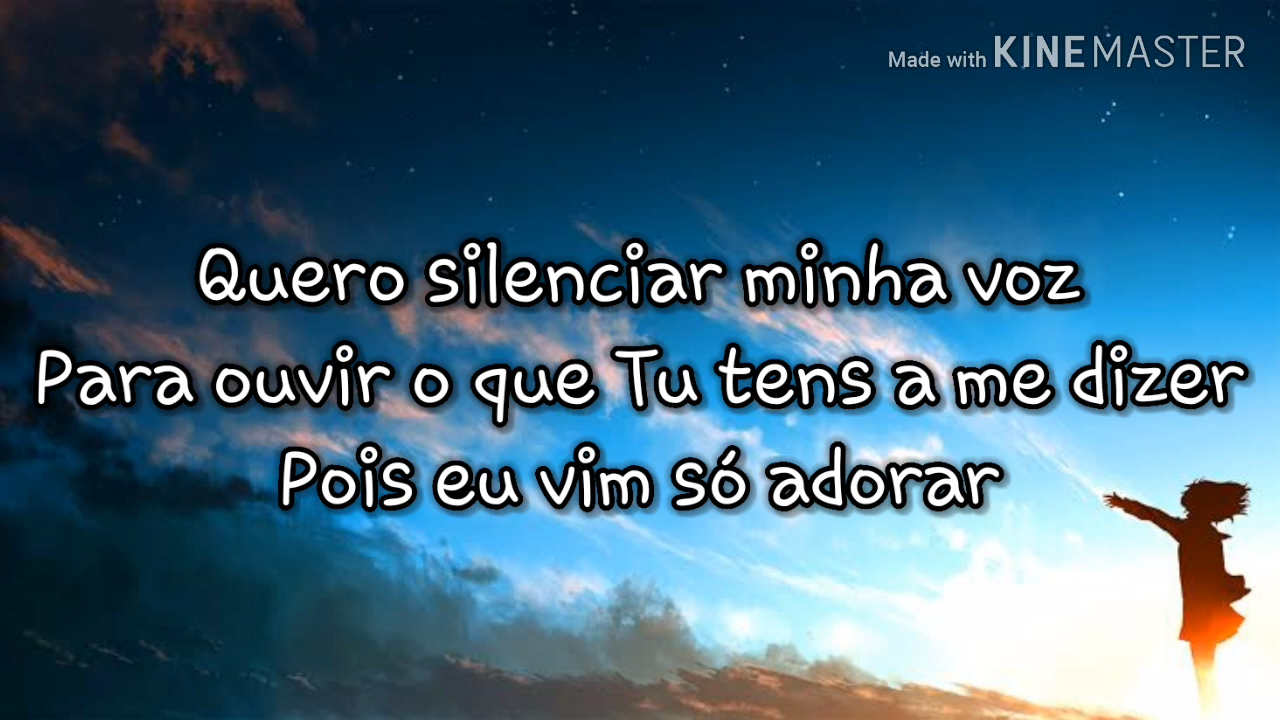 Made with KINEMASTER
Quero silenciar minha voz
Para ouvir o que Tu tens a me dizer
Pois eu vim só adorar